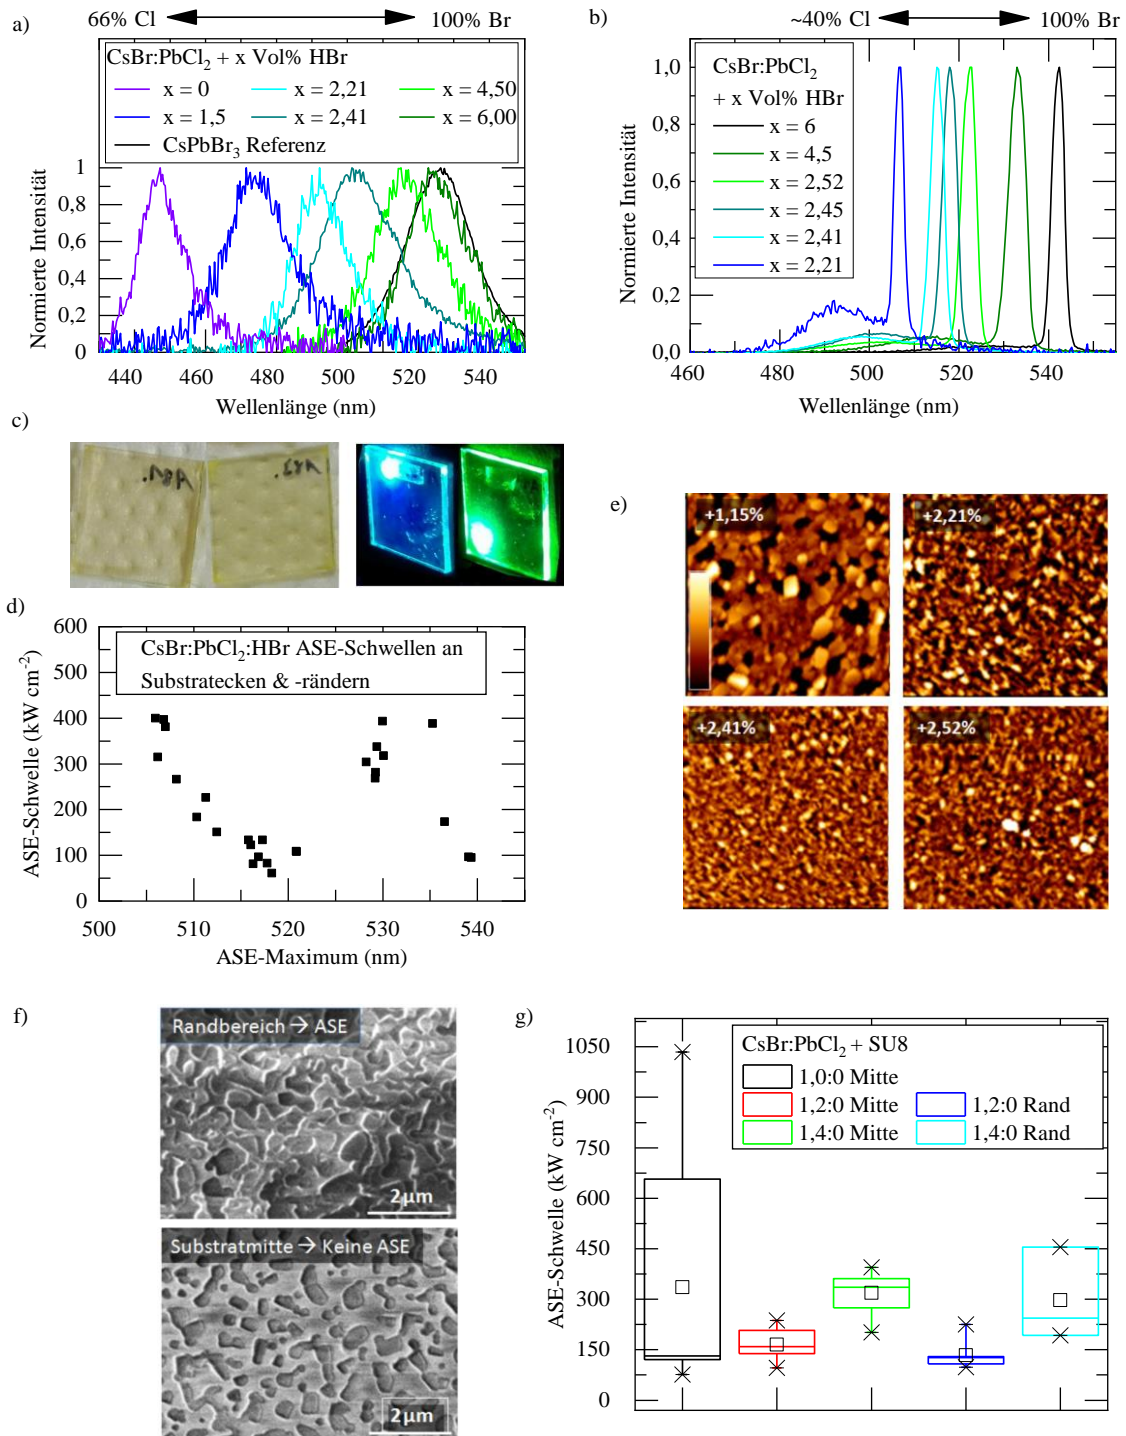 a)
66% Cl
100% Br
CsBr:PbCl₂ + x Vol% HBr
x = 0
x = 2,21
x = 4,50
x = 1,5
x = 2,41
x = 6,00
CsPbBr₃ Referenz
1
0,8
0,6
0,4
0,2
0
Normierte Intensität
440
460
480
500
520
540
Wellenlänge (nm)
b)
~40% Cl
100% Br
CsBr:PbCl₂
+ x Vol% HBr
x = 6
x = 4,5
x = 2,52
x = 2,45
x = 2,41
x = 2,21
1,0
0,8
0,6
0,4
0,2
0,0
Normierte Intensität
460
480
500
520
540
Wellenlänge (nm)
c)
d)
CsBr:PbCl₂:HBr ASE-Schwellen an
Substratecken & -rändern
600
500
400
300
200
100
0
ASE-Schwelle (kW cm⁻²)
500
510
520
530
540
ASE-Maximum (nm)
e)
+1,15%
+2,21%
+2,41%
+2,52%
f)
Randbereich → ASE
2µm
Substratmitte → Keine ASE
2µm
g)
CsBr:PbCl₂ + SU8
1,0:0 Mitte
1,2:0 Mitte
1,2:0 Rand
1,4:0 Mitte
1,4:0 Rand
1050
900
750
600
450
300
150
0
ASE-Schwelle (kW cm⁻²)